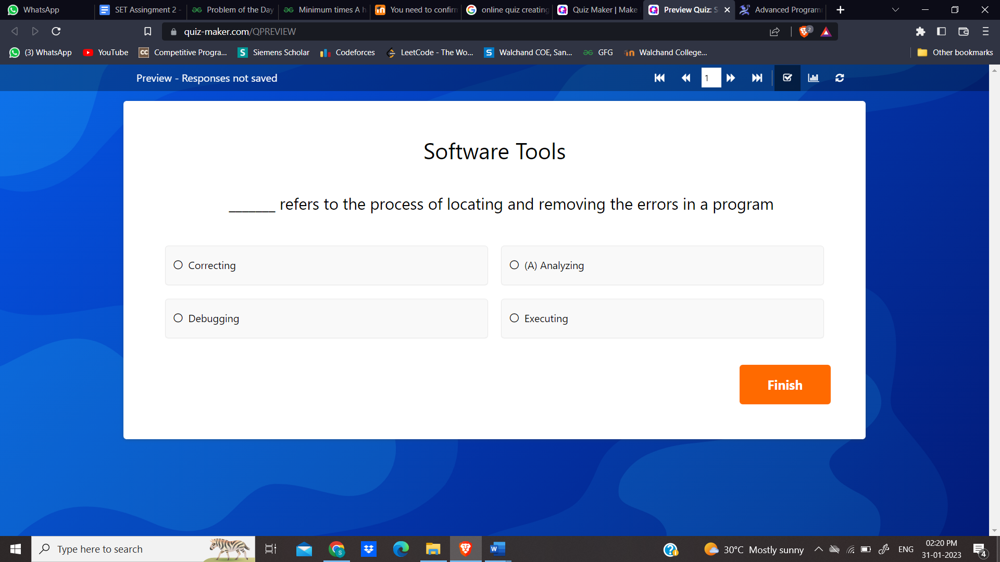 WhatsApp
SET Assingment 2 -
Problem of the Day
Minimum times A h
You need to confirm
online quiz creating
Quiz Maker | Make
Preview Quiz: S
Advanced Program
quiz-maker.com/QPREVIEW
2
(3) WhatsApp
YouTube
CC Competitive Progra...
S Siemens Scholar
Codeforces
LeetCode - The Wo...
S Walchand COE, San...
GFG
Walchand College...
Other bookmarks
Preview - Responses not saved
1
Software Tools
_______ refers to the process of locating and removing the errors in a program
Correcting
(A) Analyzing
Debugging
Executing
Finish
Type here to search
30°C Mostly sunny
ENG
02:20 PM
31-01-2023
4